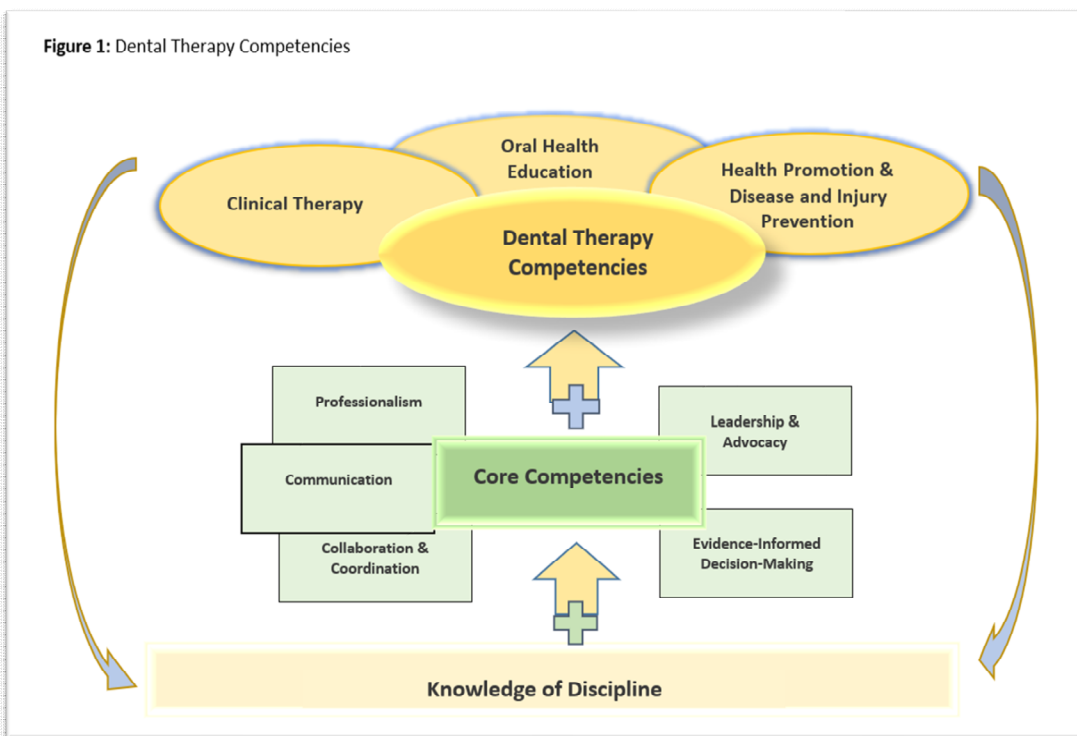 Figure 1: Dental Therapy Competencies
Oral Health
Education
Clinical Therapy
Health Promotion &
Disease and Injury
Prevention
Dental Therapy
Competencies
Professionalism
Leadership &
Advocacy
Communication
Core Competencies
Collaboration &
Coordination
Evidence-Informed
Decision-Making
Knowledge of Discipline